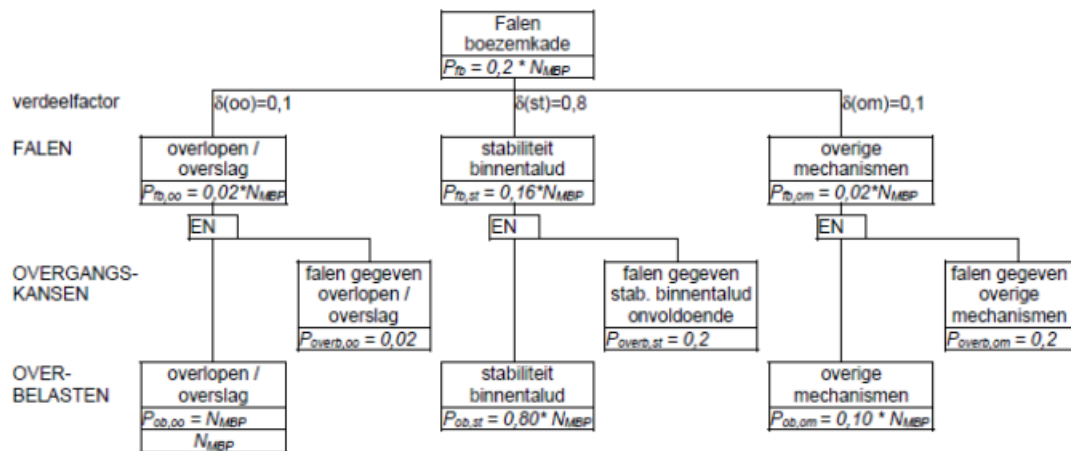 Falen
boezemkade
P_fb = 0,2 * N_MBP
verdeelfactor
δ(oo)=0,1
δ(st)=0,8
δ(om)=0,1
FALEN
overlopen /
overslag
P_fb,oo = 0,02*N_MBP
stabiliteit
binnentalud
P_fb,st = 0,16*N_MBP
overige
mechanismen
P_fb,om = 0,02*N_MBP
EN
EN
EN
OVERGANGS-
KANSEN
falen gegeven
overlopen /
overslag
P_overb,oo = 0,02
falen gegeven
stab. binnentalud
onvoldoende
P_overb,st = 0,2
falen gegeven
overige
mechanismen
P_overb,om = 0,2
OVER-
BELASTEN
overlopen /
overslag
P_ob,oo = N_MBP
N_MBP
stabiliteit
binnentalud
P_ob,st = 0,80* N_MBP
overige
mechanismen
P_ob,om = 0,10 * N_MBP